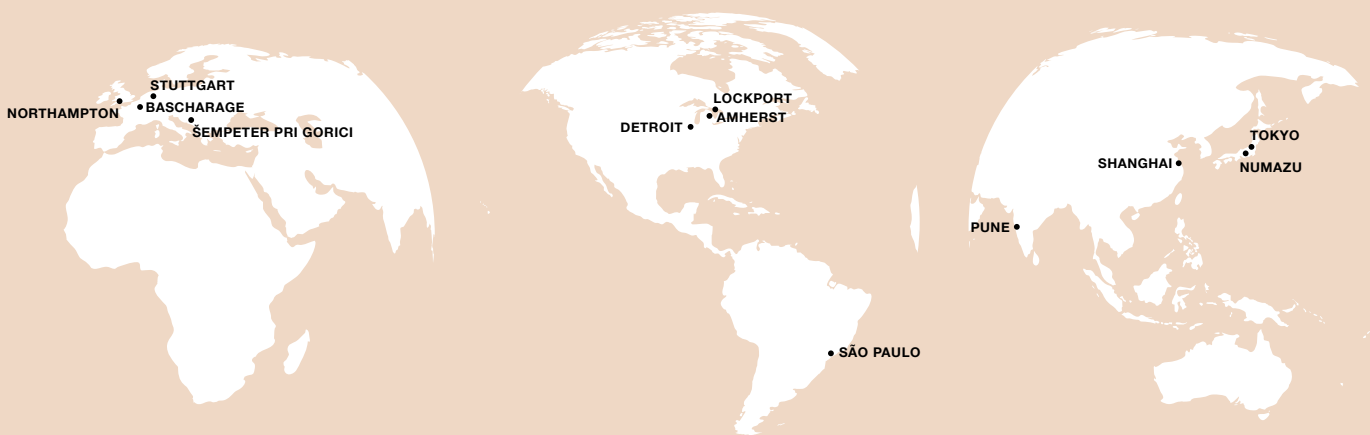 STUTTGART
BASCHARAGE
NORTHAMPTON
ŠEMPETER PRI GORICI
LOCKPORT
AMHERST
DETROIT
SÃO PAULO
TOKYO
SHANGHAI
NUMAZU
PUNE